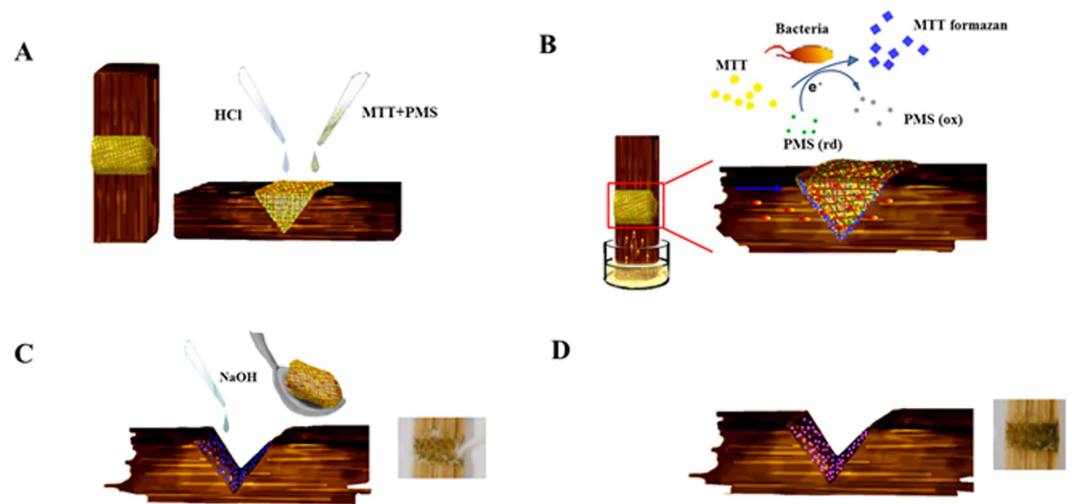 A
HCl
MTT+PMS
B
Bacteria
MTT formazan
MTT
e⁻
PMS (ox)
PMS (rd)
C
NaOH
D